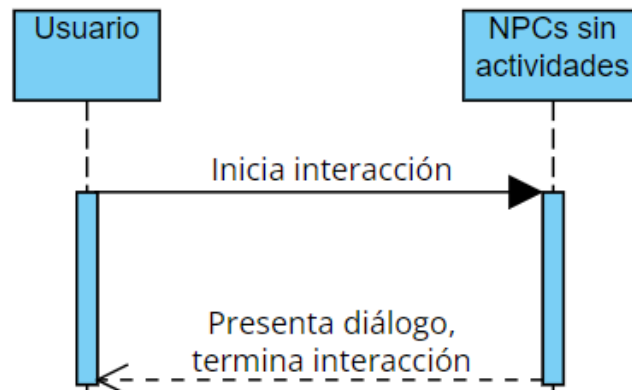 Usuario
NPCs sin
actividades
Inicia interacción
Presenta diálogo,
termina interacción